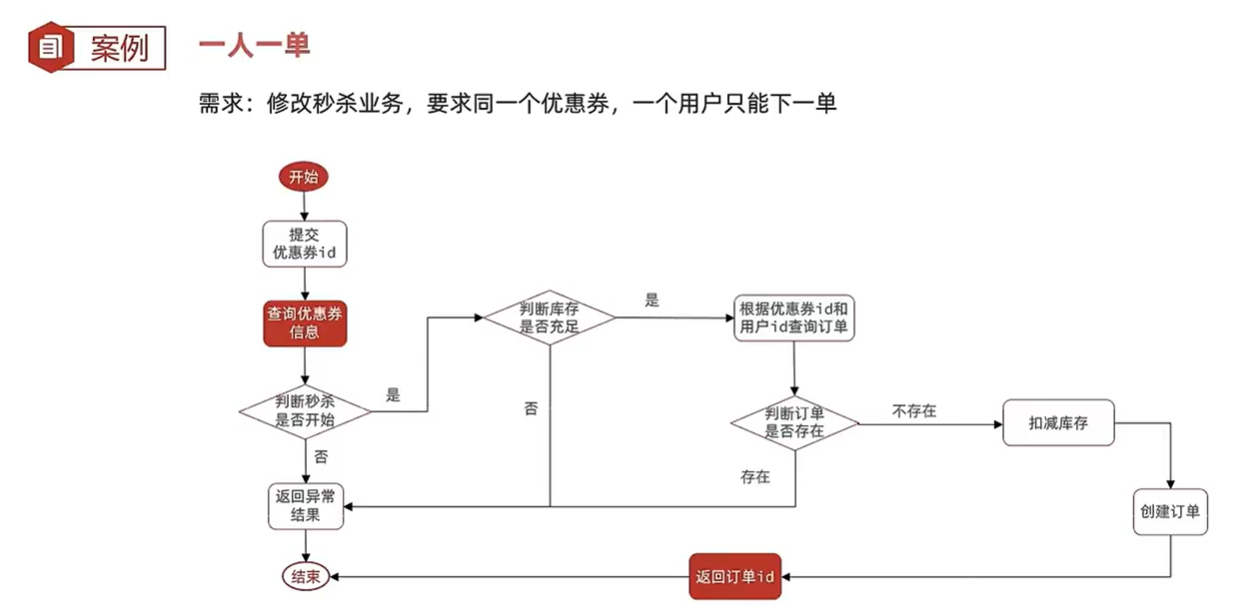 案例
一人一单
需求：修改秒杀业务，要求同一个优惠券，一个用户只能下一单
开始
提交
优惠券id
查询优惠券
信息
判断秒杀
是否开始
是
否
返回异常
结果
结束
判断库存
是否充足
是
否
根据优惠券id和
用户id查询订单
判断订单
是否存在
不存在
存在
扣减库存
创建订单
返回订单id